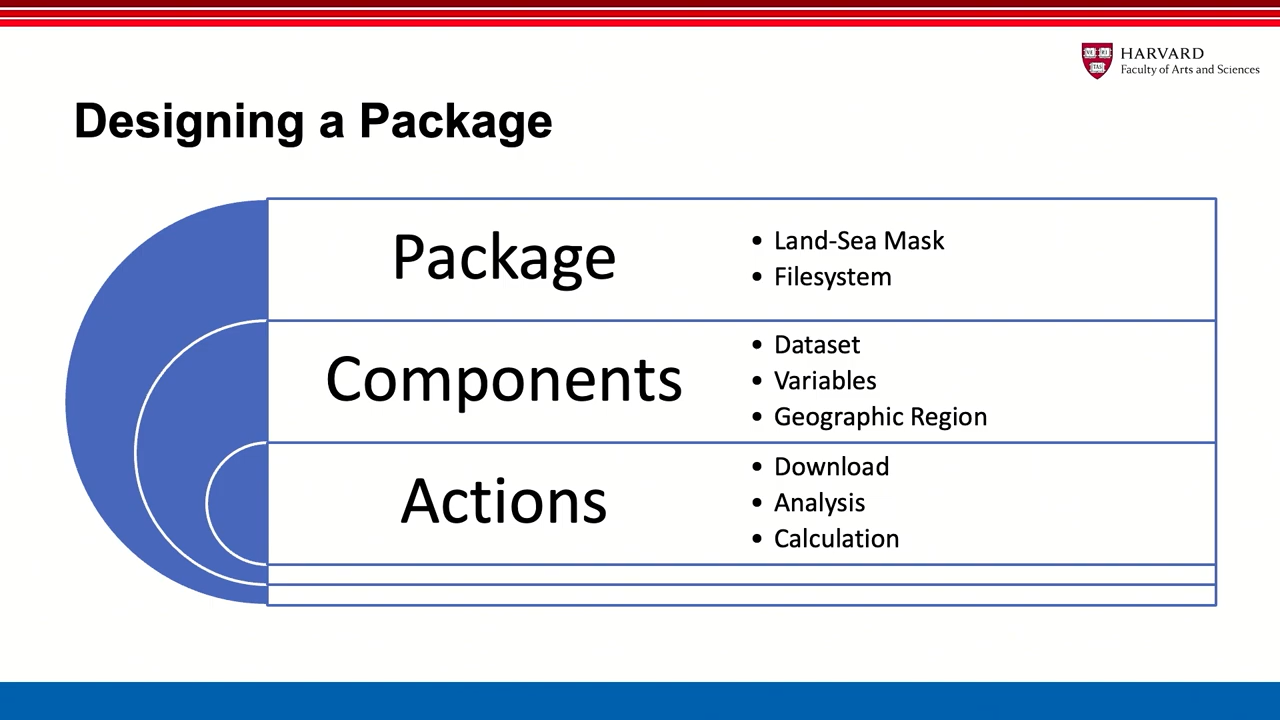 HARVARD
Faculty of Arts and Sciences
Designing a Package
Package
• Land-Sea Mask
• Filesystem
Components
• Dataset
• Variables
• Geographic Region
Actions
• Download
• Analysis
• Calculation